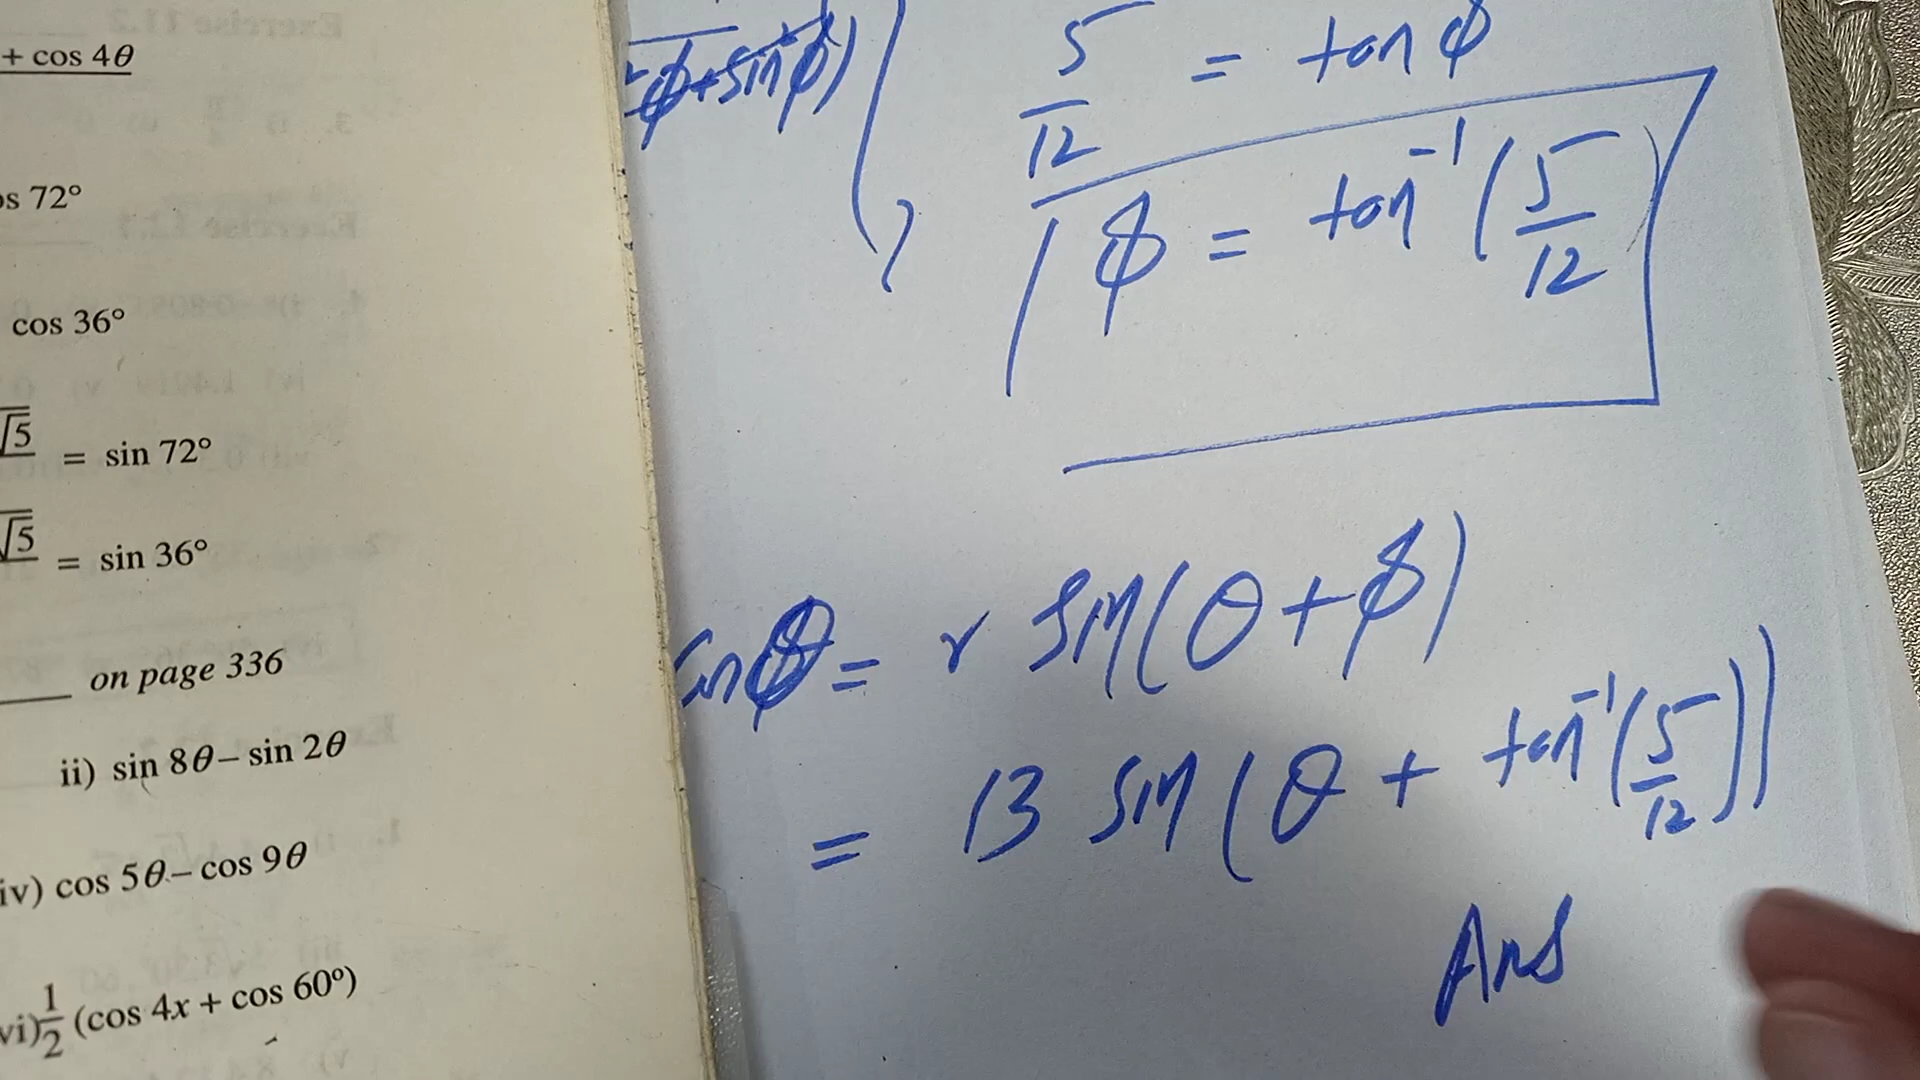 + cos 4θ
cos 72°
cos 36°
√5 = sin 72°
√5 = sin 36°
on page 336
ii) sin 8θ – sin 2θ
iv) cos 5θ – cos 9θ
vi) 1/2 (cos 4x + cos 60°)
5/12 = tan φ
φ = tan⁻¹ (5/12)
= r sin(θ + φ)
= 13 sin (θ + tan⁻¹(5/12))
Ans